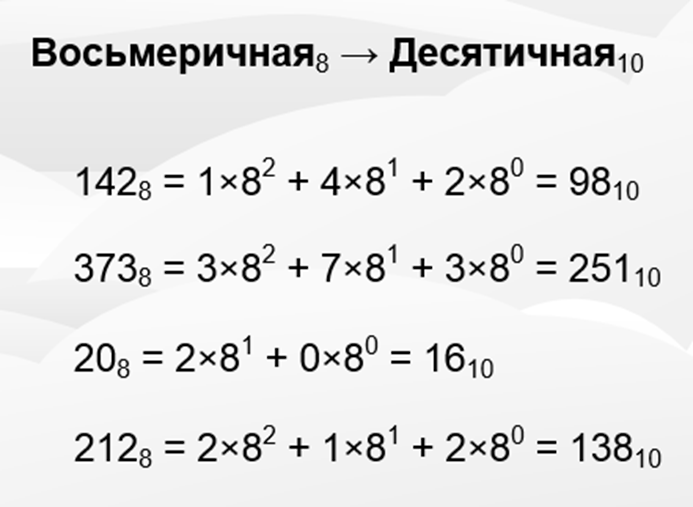 Восьмеричная₈ → Десятичная₁₀
142₈ = 1×8² + 4×8¹ + 2×8⁰ = 98₁₀
373₈ = 3×8² + 7×8¹ + 3×8⁰ = 251₁₀
20₈ = 2×8¹ + 0×8⁰ = 16₁₀
212₈ = 2×8² + 1×8¹ + 2×8⁰ = 138₁₀